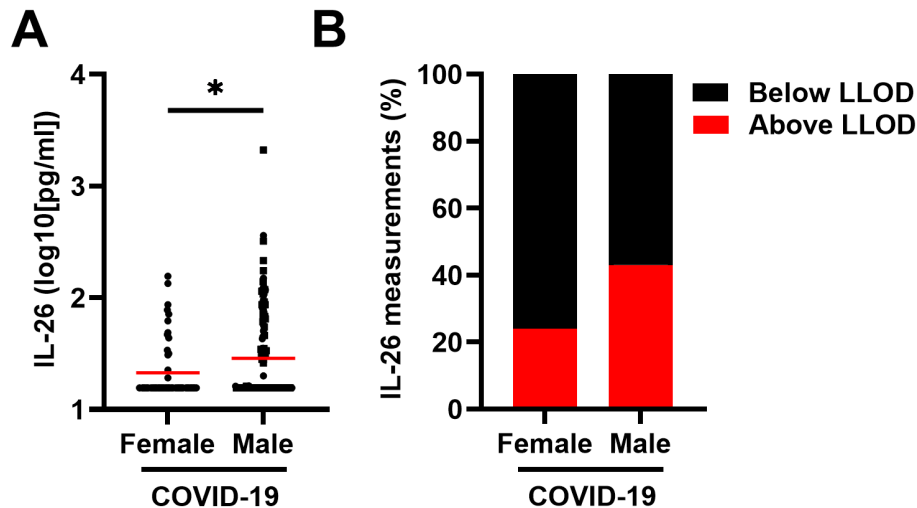 A
IL-26 (log10[pg/ml])
4
3
2
1
*
Female Male
COVID-19
B
IL-26 measurements (%)
100
80
60
40
20
0
Female Male
COVID-19
Below LLOD
Above LLOD